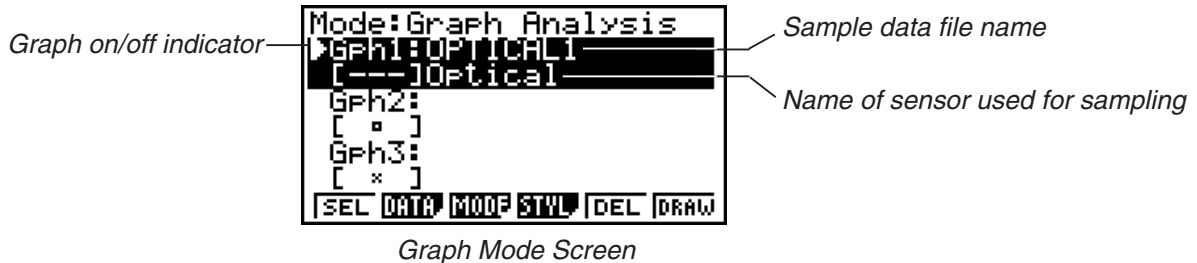 Mode:Graph Analysis
Graph on/off indicator
Gph1:OPTICAL1
Sample data file name
[---]Optical
Name of sensor used for sampling
Gph2:
[ ▫ ]
Gph3:
[ × ]
SEL DATA MODE STYL DEL DRAW
Graph Mode Screen